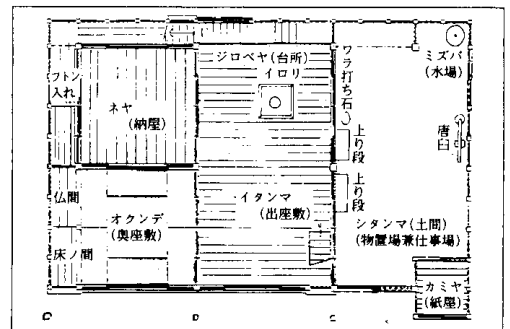 フトン
入れ
ネヤ
(納屋)
ジロベヤ(台所)
イロリ
ワラ打ち石
ミズバ
(水場)
唐臼
上り段
上り段
仏間
床ノ間
オクンデ
(奥座敷)
イタンマ
(出座敷)
シタンマ(土間)
(物置場兼仕事場)
カミヤ
(紙屋)